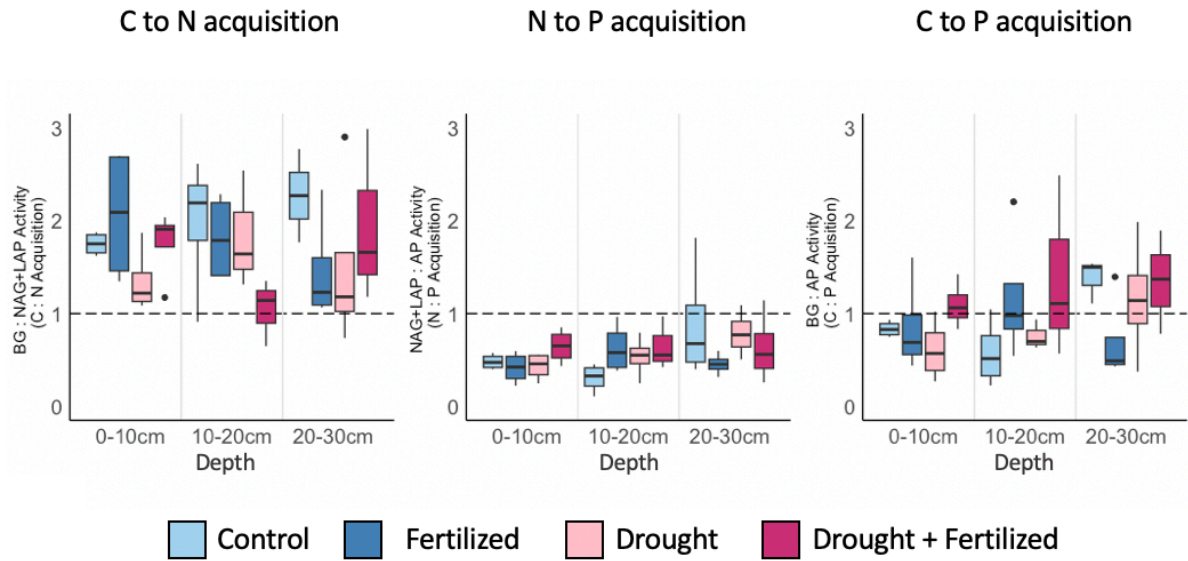 C to N acquisition
N to P acquisition
C to P acquisition
BG : NAG+LAP Activity
(C : N Acquisition)
3
2
1
0
0-10cm 10-20cm 20-30cm
Depth
NAG+LAP : AP Activity
(N : P Acquisition)
3
2
1
0
0-10cm 10-20cm 20-30cm
Depth
BG : AP Activity
(C : P Acquisition)
3
2
1
0
0-10cm 10-20cm 20-30cm
Depth
Control Fertilized Drought Drought + Fertilized